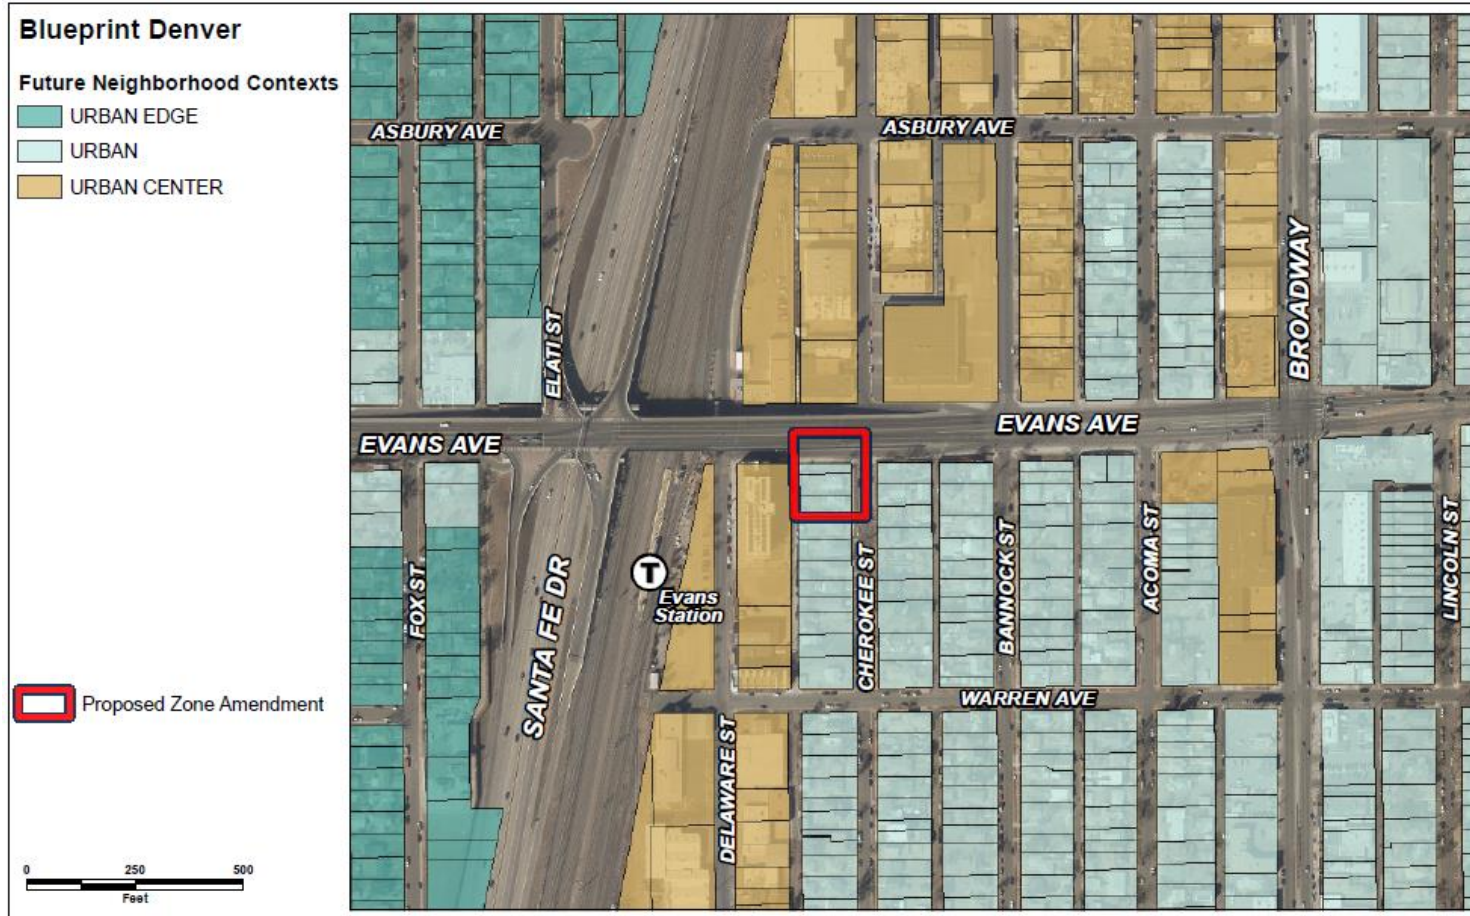 Blueprint Denver
Future Neighborhood Contexts
URBAN EDGE
URBAN
URBAN CENTER
Proposed Zone Amendment
0 250 500
Feet
ASBURY AVE
ASBURY AVE
ELATI ST
BROADWAY
EVANS AVE
EVANS AVE
FOX ST
SANTA FE DR
T
Evans
Station
CHEROKEE ST
BANNOCK ST
ACOMA ST
LINCOLN ST
WARREN AVE
DELAWARE ST